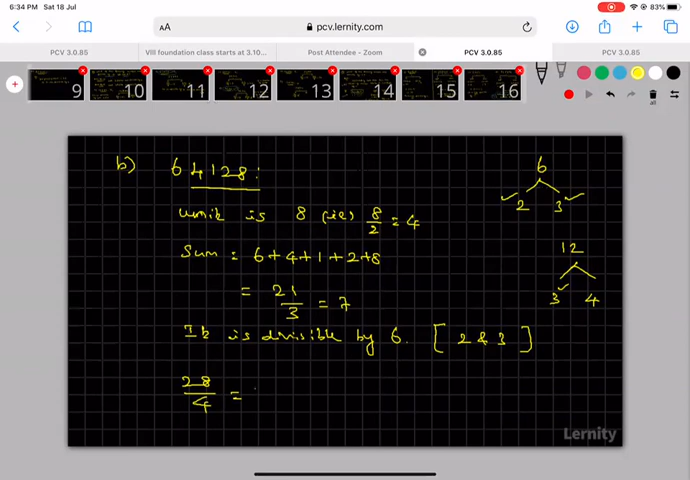 6:34 PM Sat 18 Jul
83%
AA
pcv.lernity.com
PCV 3.0.85
VIII foundation class starts at 3.10...
Post Attendee - Zoom
PCV 3.0.85
PCV 3.0.85
9 10 11 12 13 14 15 16
all
b) 64128:
unit is 8 (ie) 8/2 = 4
Sum = 6+4+1+2+8
= 21/3 = 7
It is divisible by 6. [2 & 3]
28/4 =
6
2 3
12
3 4
Lernity